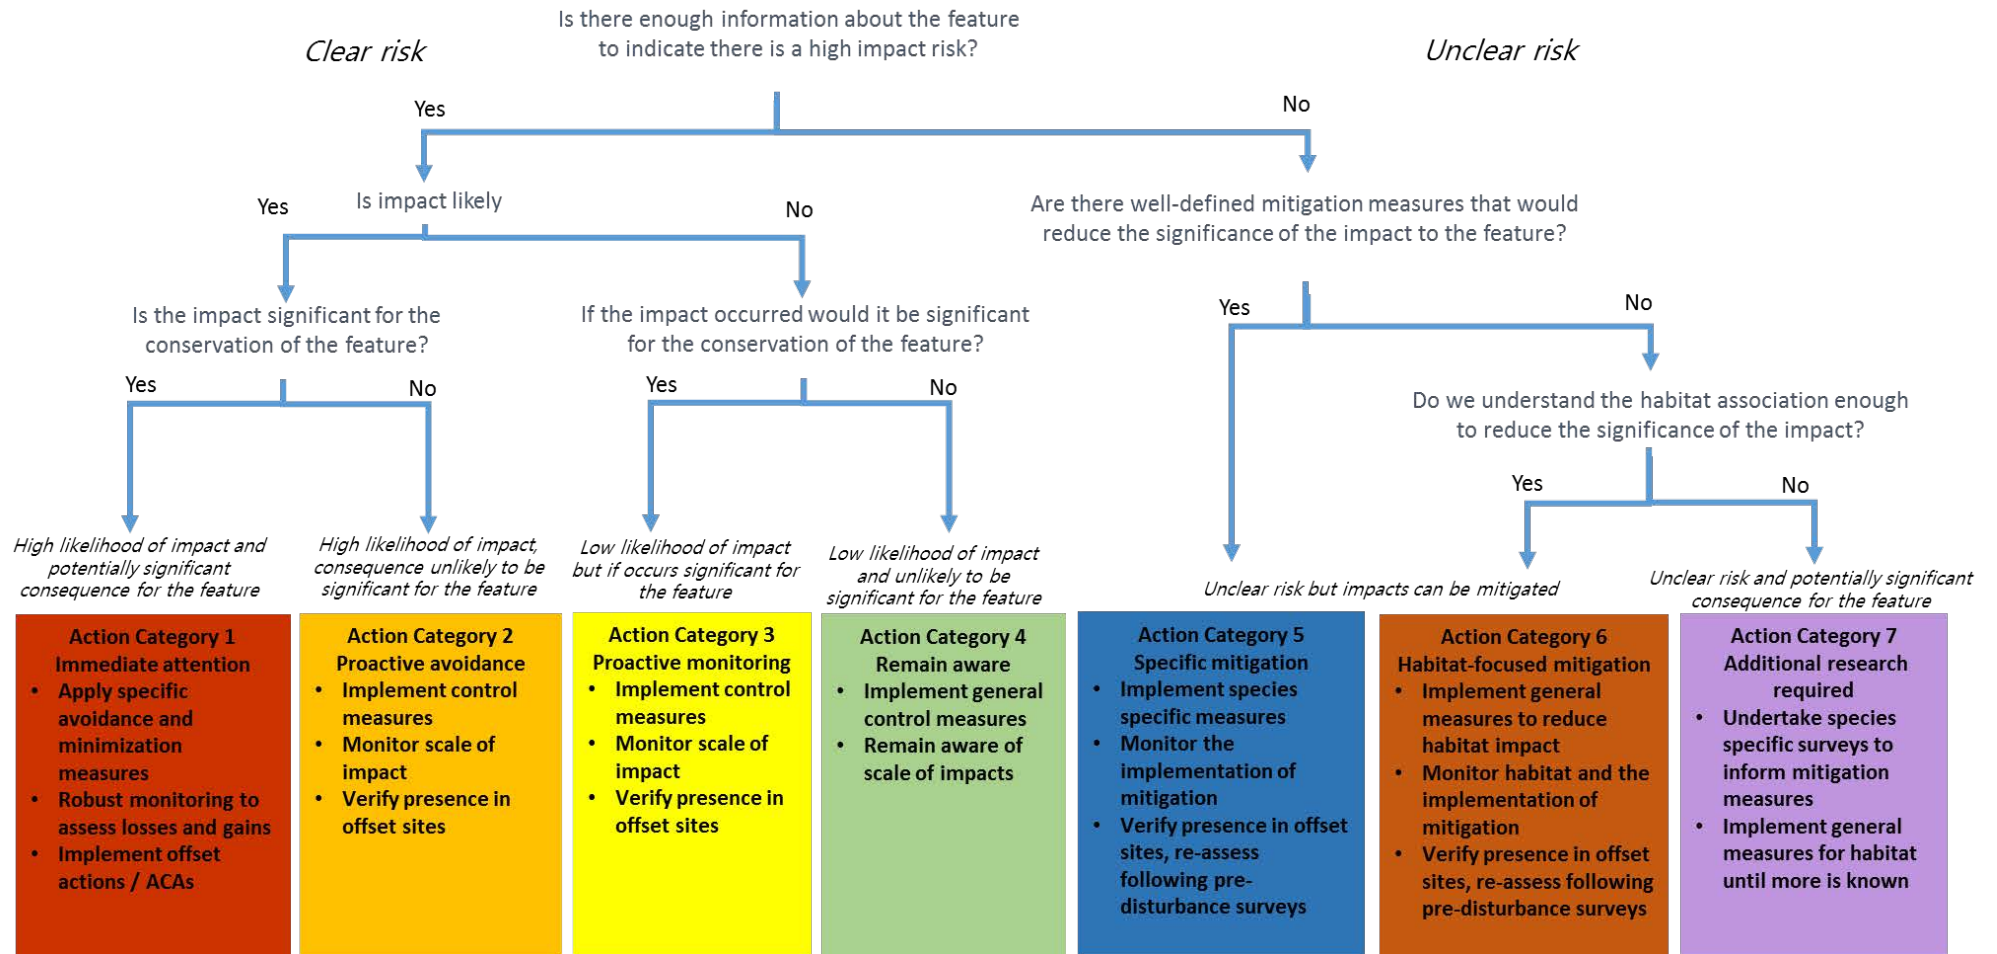 Is there enough information about the feature
to indicate there is a high impact risk?
Clear risk
Unclear risk
Yes
No
Is impact likely
Yes
No
Are there well-defined mitigation measures that would
reduce the significance of the impact to the feature?
Is the impact significant for the
conservation of the feature?
If the impact occurred would it be significant
for the conservation of the feature?
Yes
No
Yes
No
Yes
No
Do we understand the habitat association enough
to reduce the significance of the impact?
Yes
No
High likelihood of impact and
potentially significant
consequence for the feature
High likelihood of impact,
consequence unlikely to be
significant for the feature
Low likelihood of impact
but if occurs significant for
the feature
Low likelihood of impact
and unlikely to be
significant for the feature
Unclear risk but impacts can be mitigated
Unclear risk and potentially significant
consequence for the feature
Action Category 1
Immediate attention
• Apply specific
avoidance and
minimization
measures
• Robust monitoring to
assess losses and gains
• Implement offset
actions / ACAs
Action Category 2
Proactive avoidance
• Implement control
measures
• Monitor scale of
impact
• Verify presence in
offset sites
Action Category 3
Proactive monitoring
• Implement control
measures
• Monitor scale of
impact
• Verify presence in
offset sites
Action Category 4
Remain aware
• Implement general
control measures
• Remain aware of
scale of impacts
Action Category 5
Specific mitigation
• Implement species
specific measures
• Monitor the
implementation of
mitigation
• Verify presence in offset
sites, re-assess
following pre-
disturbance surveys
Action Category 6
Habitat-focused mitigation
• Implement general
measures to reduce
habitat impact
• Monitor habitat and the
implementation of
mitigation
• Verify presence in offset
sites, re-assess following
pre-disturbance surveys
Action Category 7
Additional research
required
• Undertake species
specific surveys to
inform mitigation
measures
• Implement general
measures for habitat
until more is known